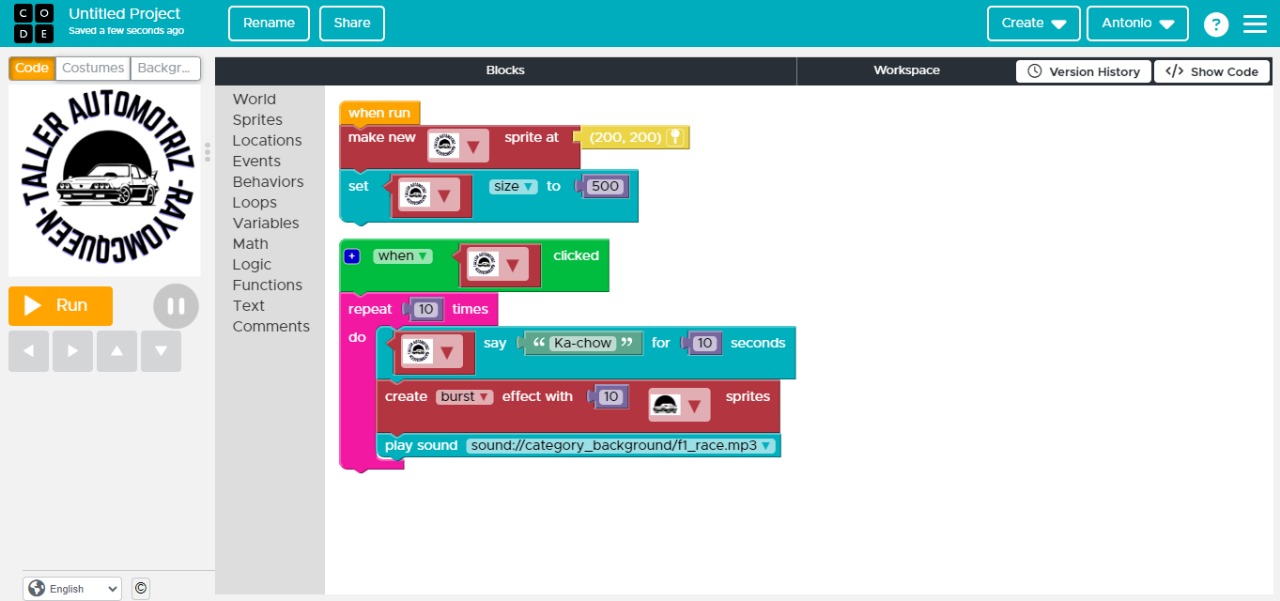 CODE
Untitled Project
Saved a few seconds ago
Rename
Share
Create
Antonio
?
Code
Costumes
Backgr...
Blocks
Workspace
Version History
</> Show Code
TALLER AUTOMOTRIZ
-RAYOMCQUEEN-
Run
World
Sprites
Locations
Events
Behaviors
Loops
Variables
Math
Logic
Functions
Text
Comments
when run
make new sprite at (200, 200)
set size to 500
+ when clicked
repeat 10 times
do
say “ Ka-chow ” for 10 seconds
create burst effect with 10 sprites
play sound sound://category_background/f1_race.mp3
English
©